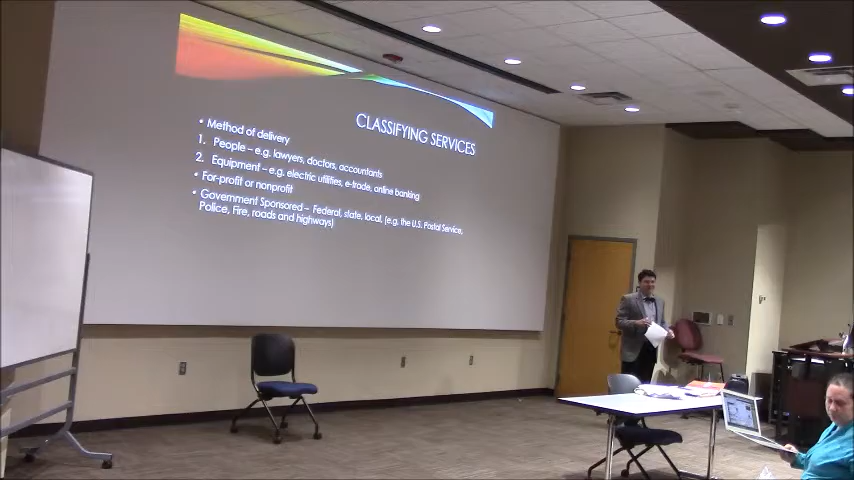 CLASSIFYING SERVICES
• Method of delivery
1. People – e.g. lawyers, doctors, accountants
2. Equipment – e.g. electric utilities, e-trade, online banking
• For-profit or nonprofit
• Government Sponsored – Federal, state, local, (e.g. the U.S. Postal Service,
Police, Fire, roads and highways)